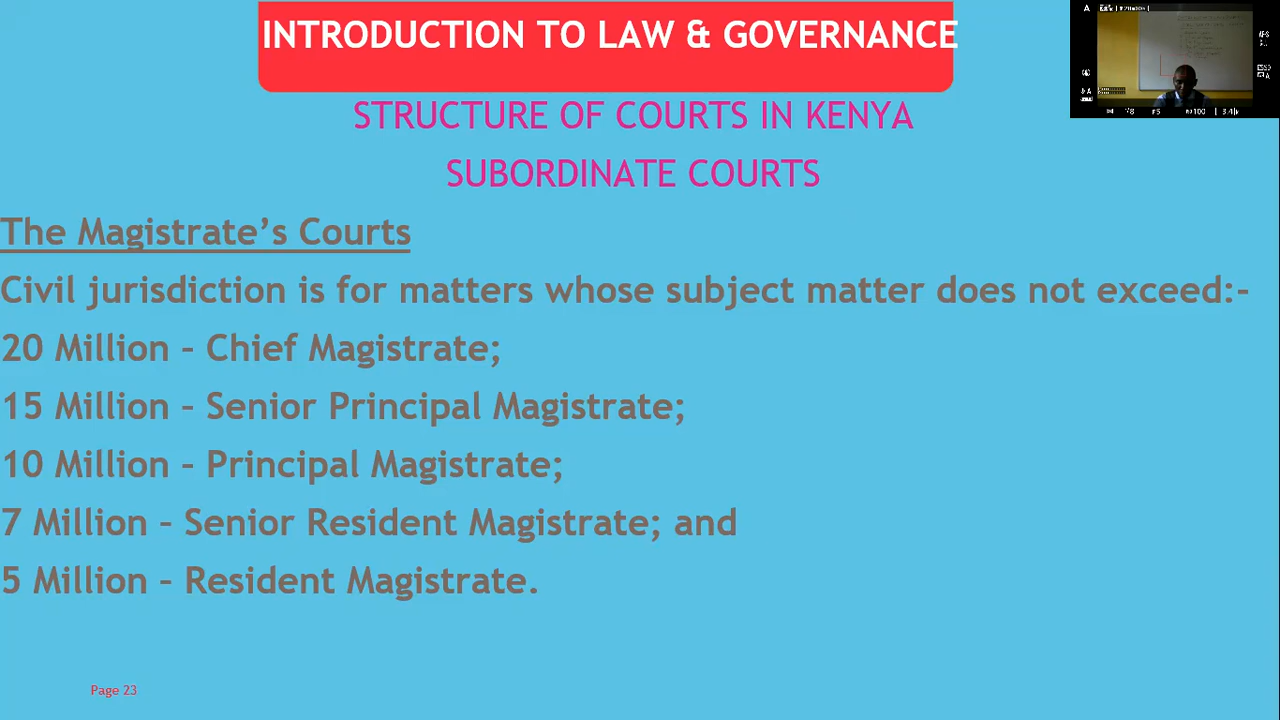 INTRODUCTION TO LAW & GOVERNANCE
STRUCTURE OF COURTS IN KENYA
SUBORDINATE COURTS
The Magistrate’s Courts
Civil jurisdiction is for matters whose subject matter does not exceed:-
20 Million – Chief Magistrate;
15 Million – Senior Principal Magistrate;
10 Million – Principal Magistrate;
7 Million – Senior Resident Magistrate; and
5 Million – Resident Magistrate.
Page 23